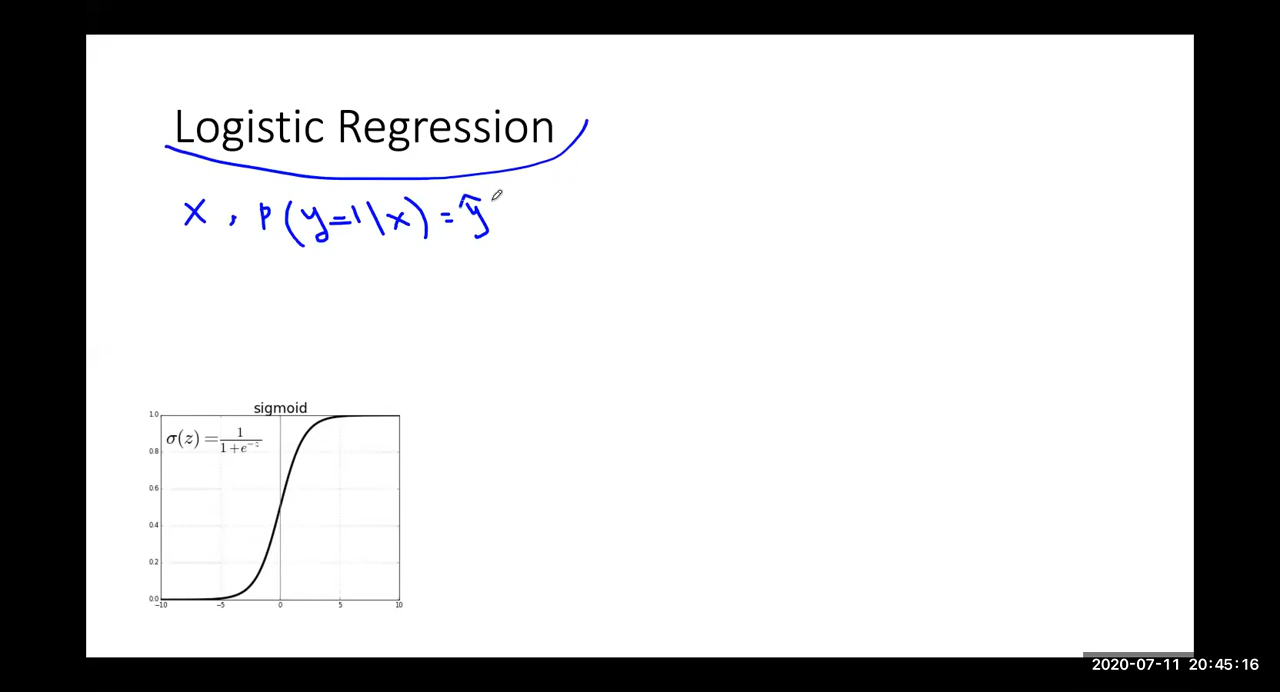 Logistic Regression
x, p(y=1|x) = ŷ
sigmoid
σ(z) = 1/(1+e^{-z})
1.0
0.8
0.6
0.4
0.2
0.0
−10 −5 0 5 10
2020-07-11 20:45:16